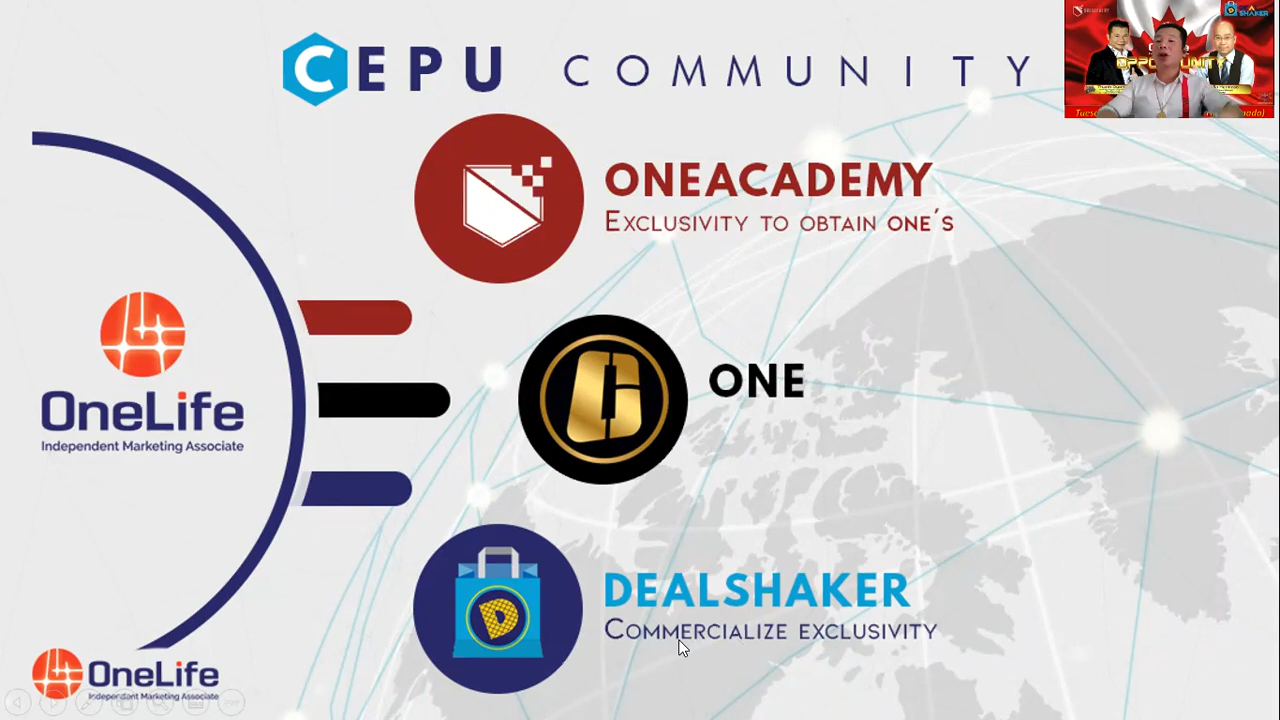 CEPU COMMUNITY
ONEACADEMY
EXCLUSIVITY TO OBTAIN ONE´S
OneLife
Independent Marketing Associate
ONE
DEALSHAKER
COMMERCIALIZE EXCLUSIVITY
OneLife
Independent Marketing Associate
SHAKER